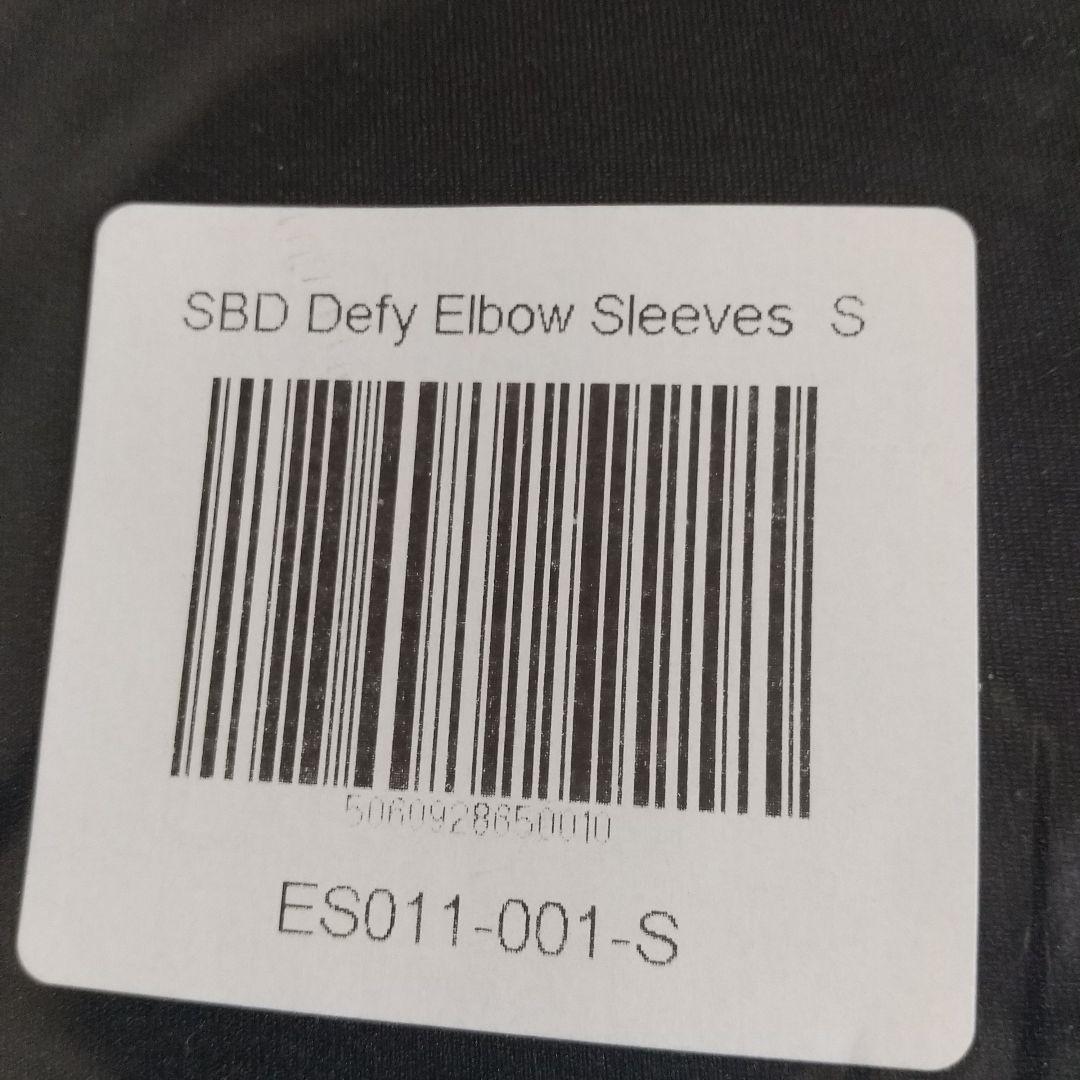 SBD Defy Elbow Sleeves S
5060928650010
ES011-001-S